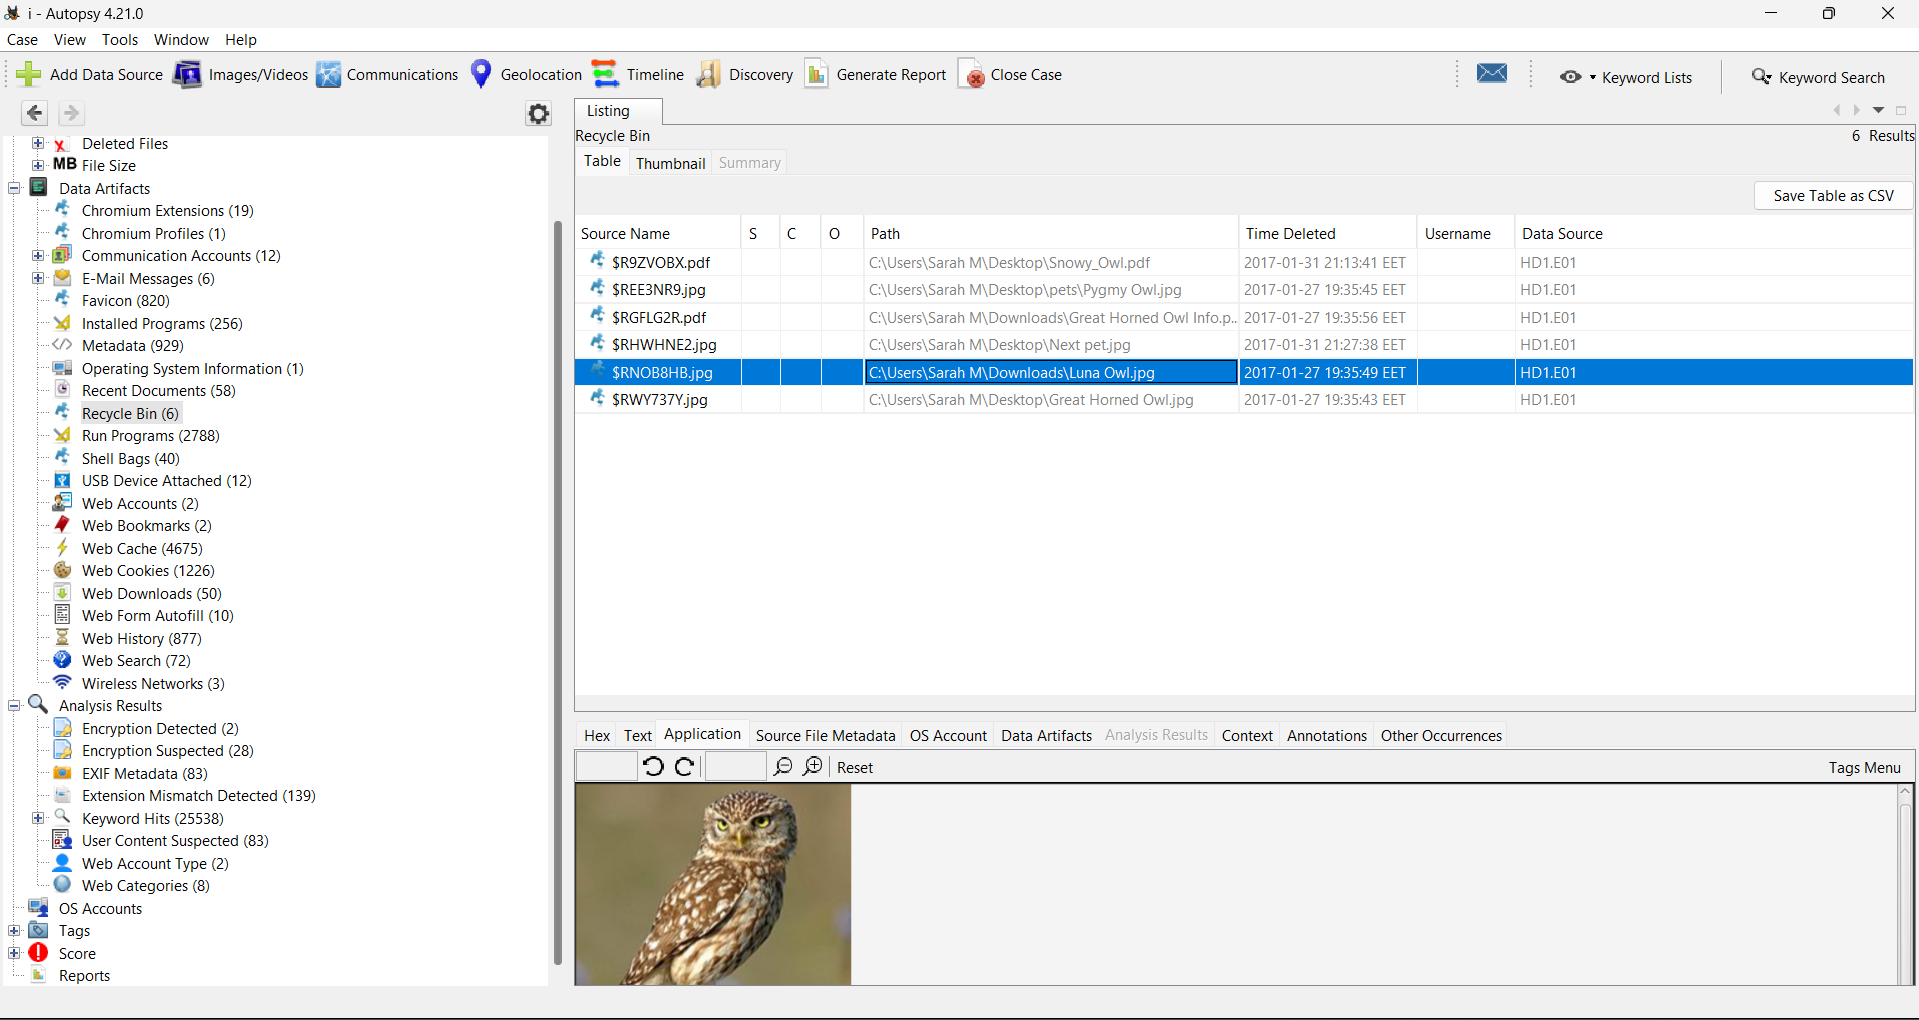 i - Autopsy 4.21.0
Case View Tools Window Help
Add Data Source Images/Videos Communications Geolocation Timeline Discovery Generate Report Close Case Keyword Lists Keyword Search
Deleted Files
MB File Size
Data Artifacts
Chromium Extensions (19)
Chromium Profiles (1)
Communication Accounts (12)
E-Mail Messages (6)
Favicon (820)
Installed Programs (256)
Metadata (929)
Operating System Information (1)
Recent Documents (58)
Recycle Bin (6)
Run Programs (2788)
Shell Bags (40)
USB Device Attached (12)
Web Accounts (2)
Web Bookmarks (2)
Web Cache (4675)
Web Cookies (1226)
Web Downloads (50)
Web Form Autofill (10)
Web History (877)
Web Search (72)
Wireless Networks (3)
Analysis Results
Encryption Detected (2)
Encryption Suspected (28)
EXIF Metadata (83)
Extension Mismatch Detected (139)
Keyword Hits (25538)
User Content Suspected (83)
Web Account Type (2)
Web Categories (8)
OS Accounts
Tags
Score
Reports
Listing
Recycle Bin 6 Results
Table Thumbnail Summary
Save Table as CSV
Source Name S C O Path Time Deleted Username Data Source
$R9ZVOBX.pdf C:\Users\Sarah M\Desktop\Snowy_Owl.pdf 2017-01-31 21:13:41 EET HD1.E01
$REE3NR9.jpg C:\Users\Sarah M\Desktop\pets\Pygmy Owl.jpg 2017-01-27 19:35:45 EET HD1.E01
$RGFLG2R.pdf C:\Users\Sarah M\Downloads\Great Horned Owl Info.p... 2017-01-27 19:35:56 EET HD1.E01
$RHWHNE2.jpg C:\Users\Sarah M\Desktop\Next pet.jpg 2017-01-31 21:27:38 EET HD1.E01
$RNOB8HB.jpg C:\Users\Sarah M\Downloads\Luna Owl.jpg 2017-01-27 19:35:49 EET HD1.E01
$RWY737Y.jpg C:\Users\Sarah M\Desktop\Great Horned Owl.jpg 2017-01-27 19:35:43 EET HD1.E01
Hex Text Application Source File Metadata OS Account Data Artifacts Analysis Results Context Annotations Other Occurrences
Reset Tags Menu